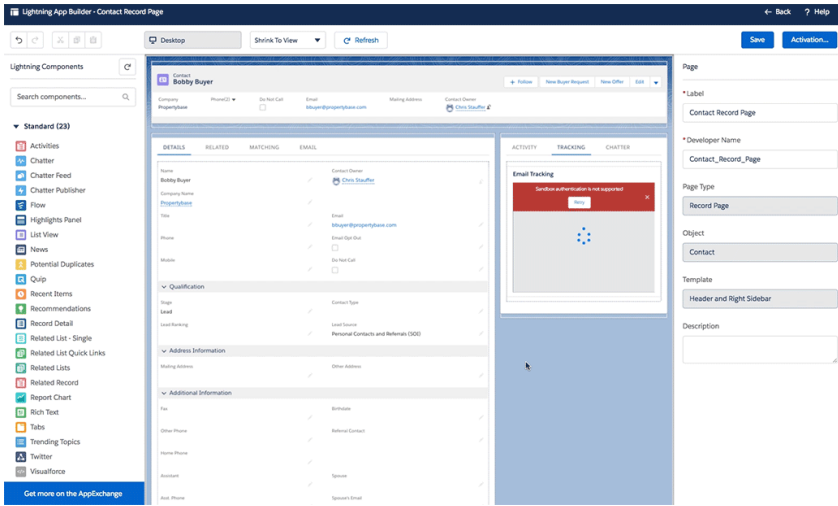 Lightning App Builder - Contact Record Page
Back
? Help
Desktop
Shrink To View
Refresh
Save
Activation...
Lightning Components
Search components...
Standard (23)
Activities
Chatter
Chatter Feed
Chatter Publisher
Flow
Highlights Panel
List View
News
Potential Duplicates
Quip
Recent Items
Recommendations
Record Detail
Related List - Single
Related List Quick Links
Related Lists
Related Record
Report Chart
Rich Text
Tabs
Trending Topics
Twitter
Visualforce
Get more on the AppExchange
Contact
Bobby Buyer
+ Follow
New Buyer Request
New Offer
Edit
Company
Phone(2)
Do Not Call
Email
Mailing Address
Contact Owner
Propertybase
bbuyer@propertybase.com
Chris Stauffer
DETAILS
RELATED
MATCHING
EMAIL
Name
Contact Owner
Bobby Buyer
Chris Stauffer
Company Name
Propertybase
Title
Email
bbuyer@propertybase.com
Phone
Email Opt Out
Mobile
Do Not Call
Qualification
Stage
Contact Type
Lead
Lead Ranking
Lead Source
Personal Contacts and Referrals (SOI)
Address Information
Mailing Address
Other Address
Additional Information
Fax
Birthdate
Other Phone
Referral Contact
Home Phone
Assistant
Spouse
Asst. Phone
Spouse's Email
ACTIVITY
TRACKING
CHATTER
Email Tracking
Sandbox authentication is not supported
Retry
Page
*Label
Contact Record Page
*Developer Name
Contact_Record_Page
Page Type
Record Page
Object
Contact
Template
Header and Right Sidebar
Description